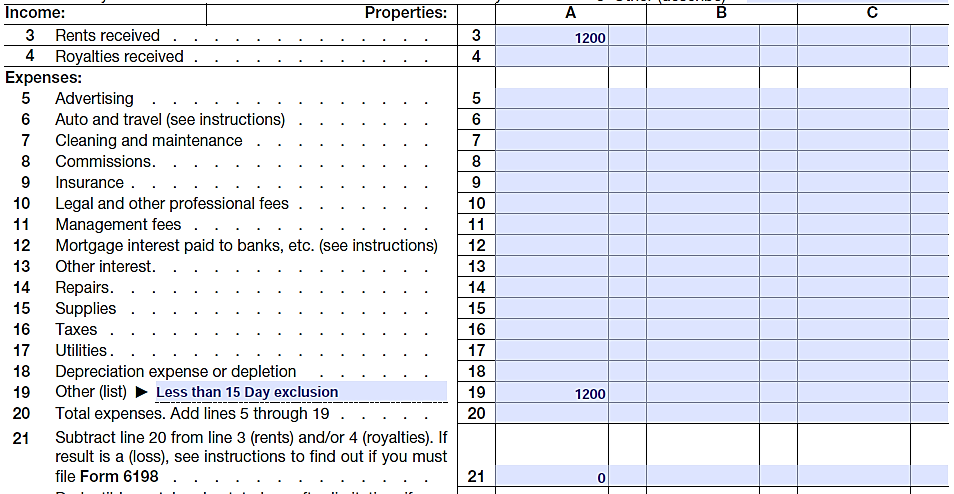 Income: Properties: A B C
3 Rents received . . . . . . . . . . . . . 3 1200
4 Royalties received . . . . . . . . . . . . 4
Expenses:
5 Advertising . . . . . . . . . . . . . . 5
6 Auto and travel (see instructions) . . . . . . . 6
7 Cleaning and maintenance . . . . . . . . . 7
8 Commissions. . . . . . . . . . . . . . 8
9 Insurance . . . . . . . . . . . . . . . 9
10 Legal and other professional fees . . . . . . . 10
11 Management fees . . . . . . . . . . . . 11
12 Mortgage interest paid to banks, etc. (see instructions) 12
13 Other interest. . . . . . . . . . . . . . 13
14 Repairs. . . . . . . . . . . . . . . . 14
15 Supplies . . . . . . . . . . . . . . . 15
16 Taxes . . . . . . . . . . . . . . . . 16
17 Utilities. . . . . . . . . . . . . . . . 17
18 Depreciation expense or depletion . . . . . . . 18
19 Other (list) ▶ Less than 15 Day exclusion 19 1200
20 Total expenses. Add lines 5 through 19 . . . . . 20
21 Subtract line 20 from line 3 (rents) and/or 4 (royalties). If
result is a (loss), see instructions to find out if you must
file Form 6198 . . . . . . . . . . . . . 21 0